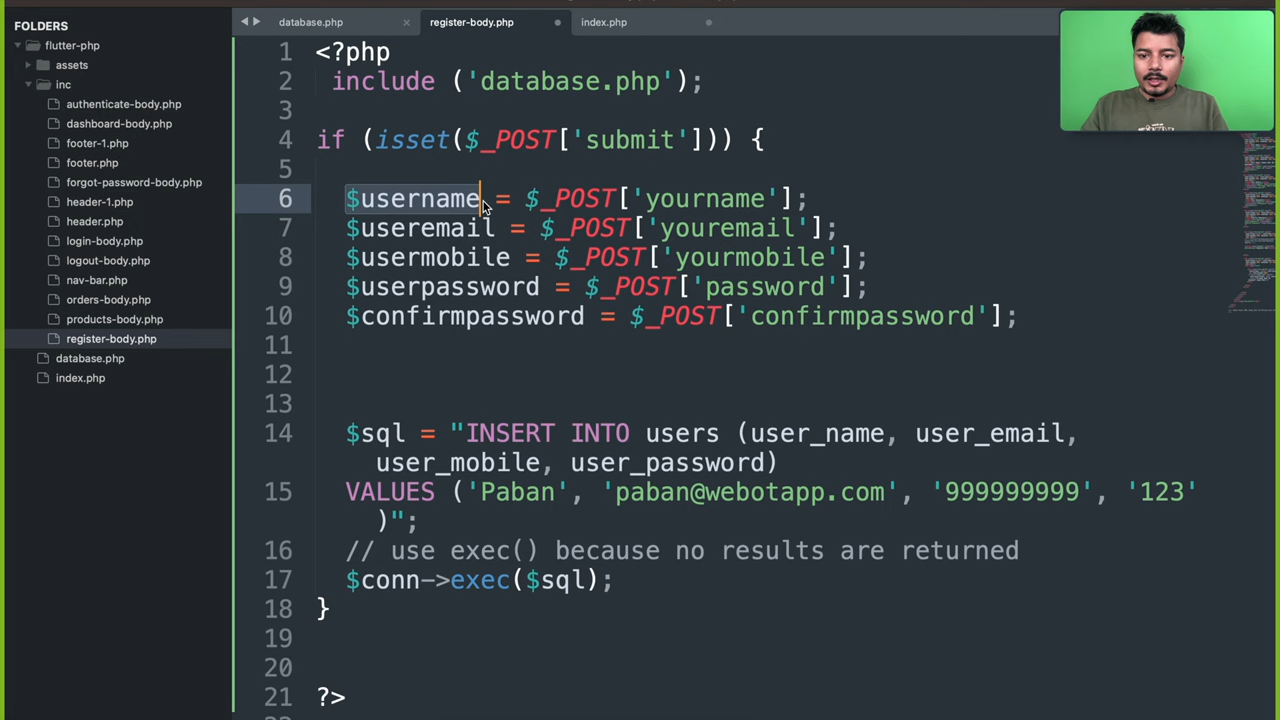 FOLDERS
flutter-php
assets
inc
authenticate-body.php
dashboard-body.php
footer-1.php
footer.php
forgot-password-body.php
header-1.php
header.php
login-body.php
logout-body.php
nav-bar.php
orders-body.php
products-body.php
register-body.php
database.php
index.php
database.php × register-body.php index.php
1 <?php
2 include ('database.php');
3
4 if (isset($_POST['submit'])) {
5
6 $username = $_POST['yourname'];
7 $useremail = $_POST['youremail'];
8 $usermobile = $_POST['yourmobile'];
9 $userpassword = $_POST['password'];
10 $confirmpassword = $_POST['confirmpassword'];
11
12
13
14 $sql = "INSERT INTO users (user_name, user_email,
user_mobile, user_password)
15 VALUES ('Paban', 'paban@webotapp.com', '999999999', '123'
)";
16 // use exec() because no results are returned
17 $conn->exec($sql);
18 }
19
20
21 ?>